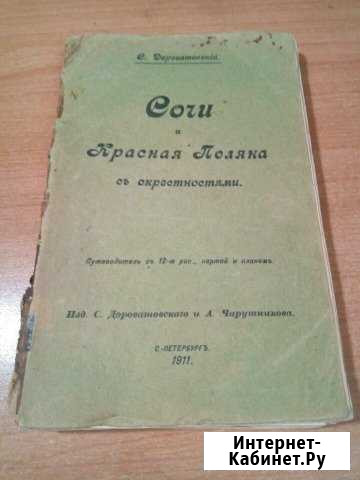 С. Дороватовскій.
Сочи
и
Красная Поляна
съ окрестностями.
Путеводитель съ 12-ю рис., картой и планомъ.
Изд. С. Дороватовскаго и А. Чарушникова.
С.-ПЕТЕРБУРГЪ.
1911.
Интернет-
Кабинет.Ру